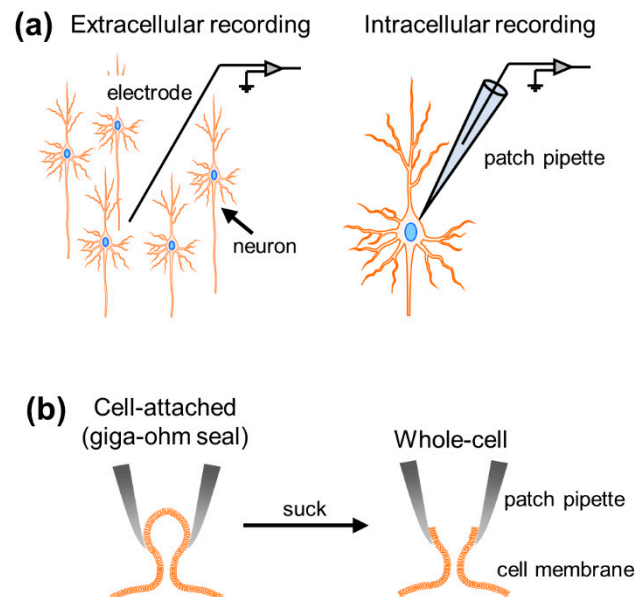 (a)
Extracellular recording
Intracellular recording
electrode
patch pipette
neuron
(b)
Cell-attached
(giga-ohm seal)
Whole-cell
suck
patch pipette
cell membrane